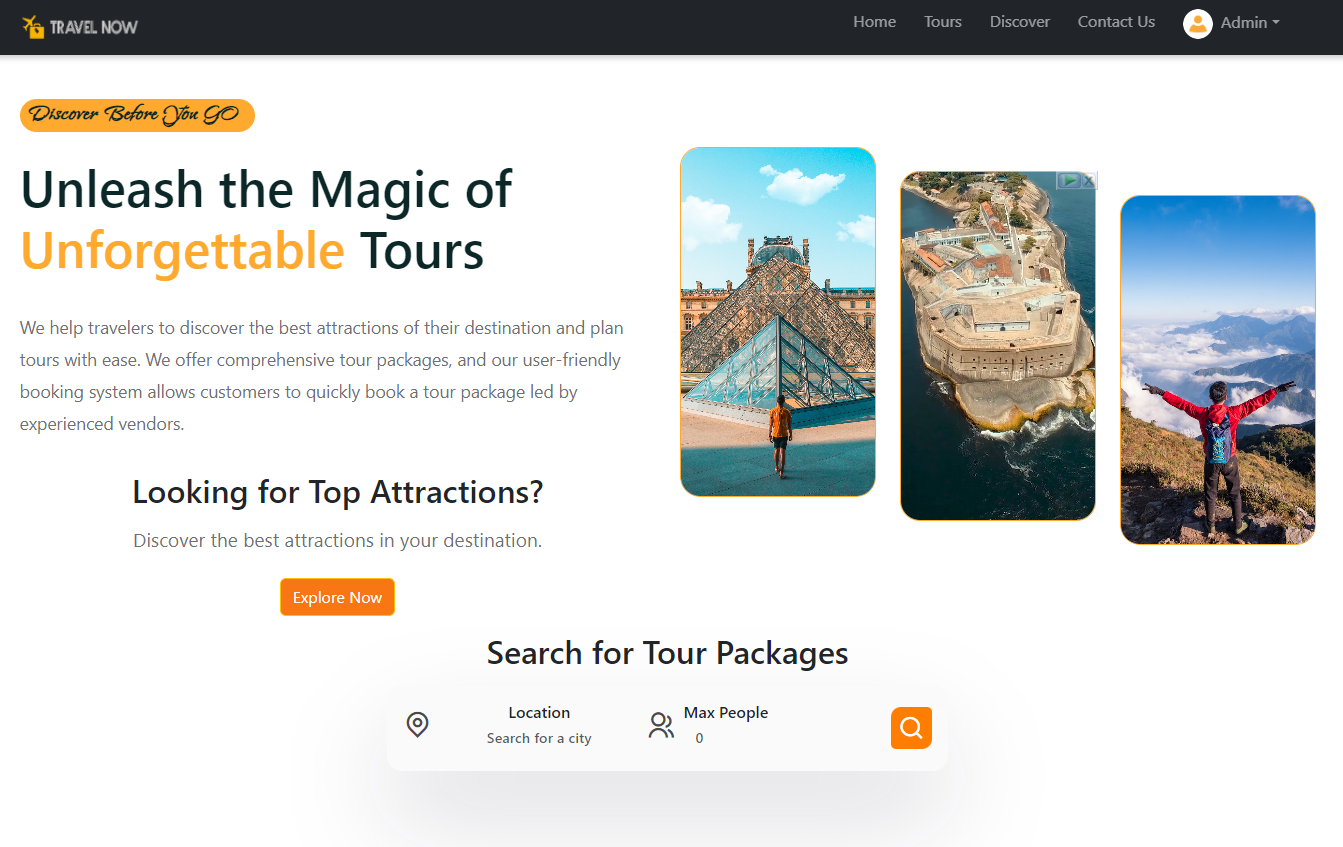 TRAVEL NOW
Home
Tours
Discover
Contact Us
Admin
Discover Before You GO
Unleash the Magic of
Unforgettable Tours
We help travelers to discover the best attractions of their destination and plan
tours with ease. We offer comprehensive tour packages, and our user-friendly
booking system allows customers to quickly book a tour package led by
experienced vendors.
Looking for Top Attractions?
Discover the best attractions in your destination.
Explore Now
Search for Tour Packages
Location
Search for a city
Max People
0